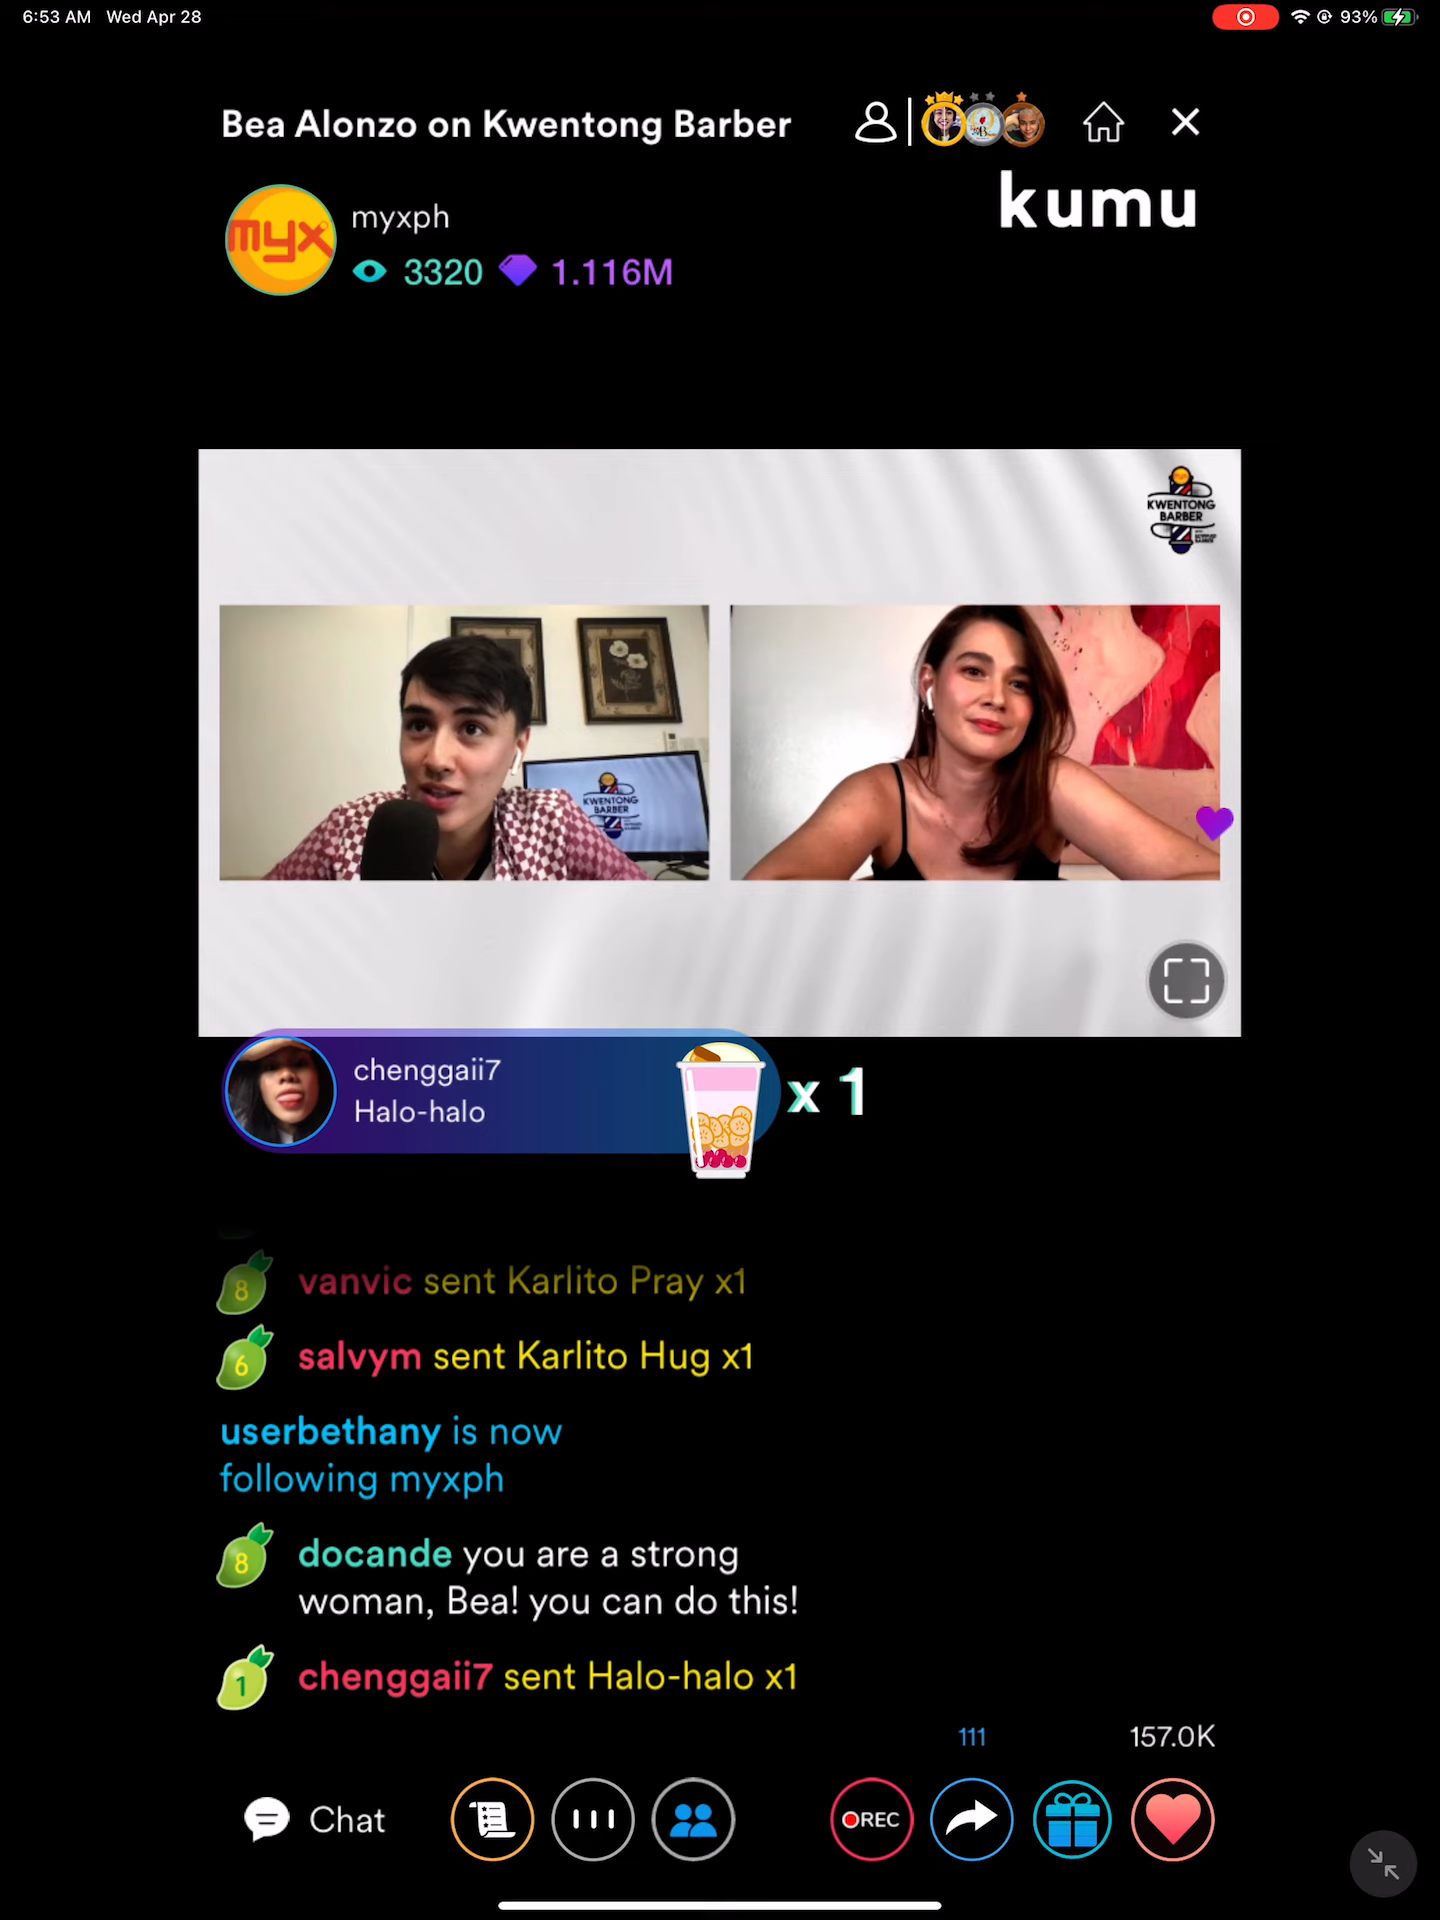 6:53 AM Wed Apr 28
93%
Bea Alonzo on Kwentong Barber
kumu
myx
myxph
3320 1.116M
KWENTONG
BARBER
KWENTONG
BARBER
chenggaii7
Halo-halo
x 1
8 vanvic sent Karlito Pray x1
6 salvym sent Karlito Hug x1
userbethany is now
following myxph
8 docande you are a strong
woman, Bea! you can do this!
1 chenggaii7 sent Halo-halo x1
111
157.0K
Chat
REC